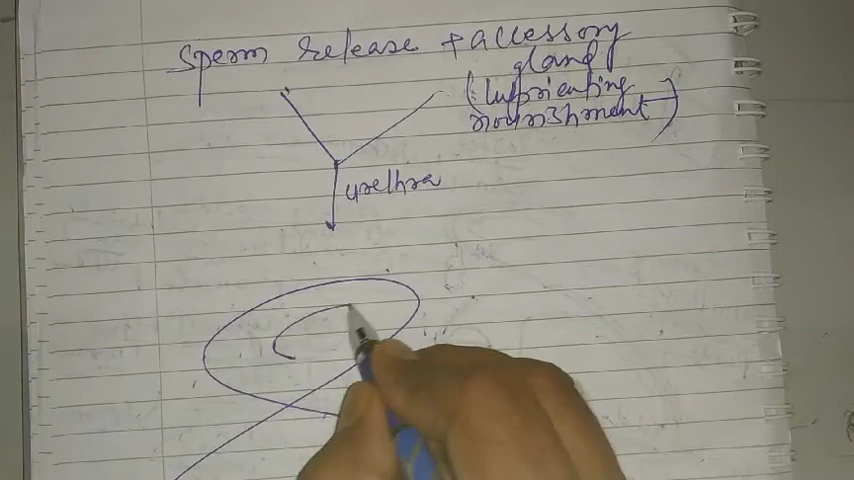 Sperm release + accessory
gland
(: lubricating
nourishment)
urethra